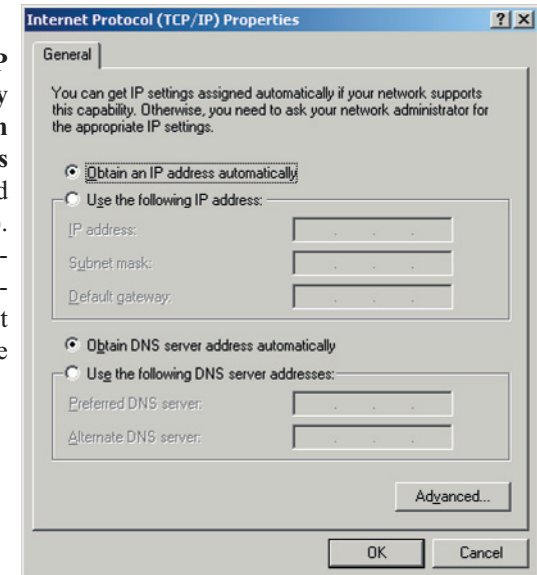 Internet Protocol (TCP/IP) Properties
General
You can get IP settings assigned automatically if your network supports
this capability. Otherwise, you need to ask your network administrator for
the appropriate IP settings.
Obtain an IP address automatically
Use the following IP address:
IP address:
Subnet mask:
Default gateway:
Obtain DNS server address automatically
Use the following DNS server addresses:
Preferred DNS server:
Alternate DNS server:
Advanced...
OK
Cancel